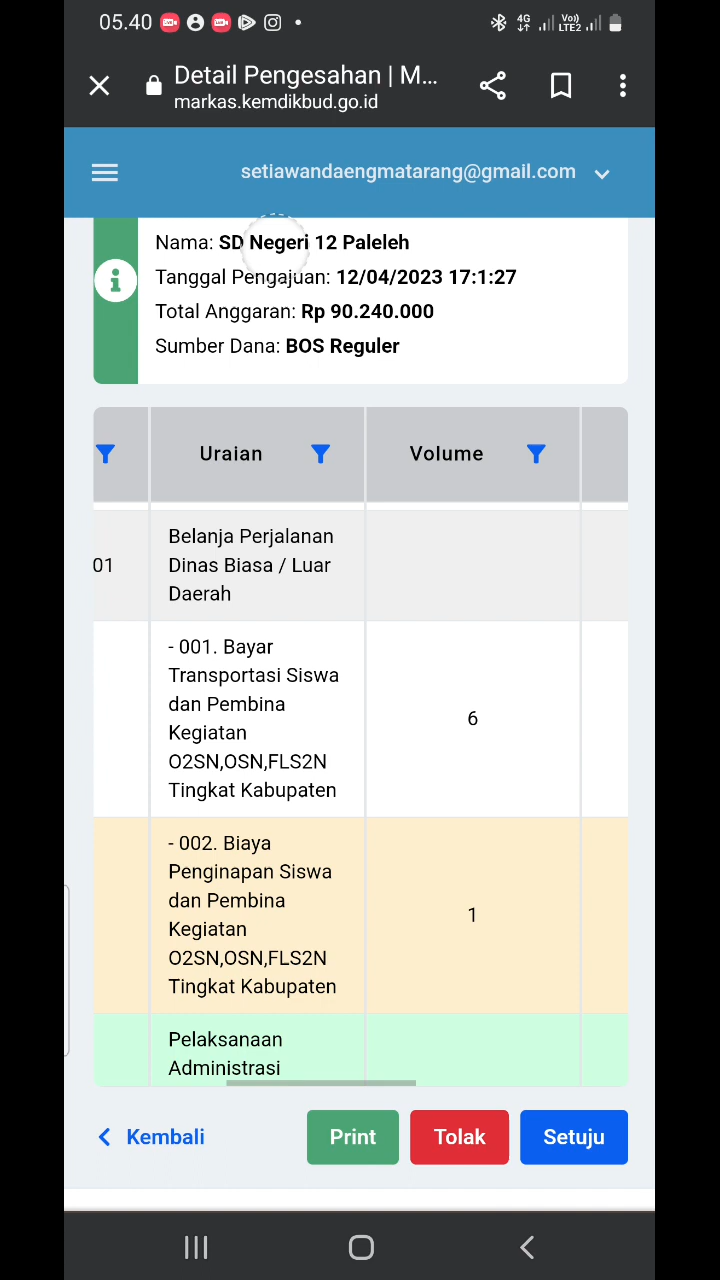 05.40
4G
Vo))
LTE2
Detail Pengesahan | M...
markas.kemdikbud.go.id
setiawandaengmatarang@gmail.com
Nama: SD Negeri 12 Paleleh
Tanggal Pengajuan: 12/04/2023 17:1:27
Total Anggaran: Rp 90.240.000
Sumber Dana: BOS Reguler
Uraian Volume
Belanja Perjalanan
01 Dinas Biasa / Luar
Daerah
- 001. Bayar
Transportasi Siswa
dan Pembina
6
Kegiatan
O2SN,OSN,FLS2N
Tingkat Kabupaten
- 002. Biaya
Penginapan Siswa
dan Pembina
1
Kegiatan
O2SN,OSN,FLS2N
Tingkat Kabupaten
Pelaksanaan
Administrasi
Kembali Print Tolak Setuju